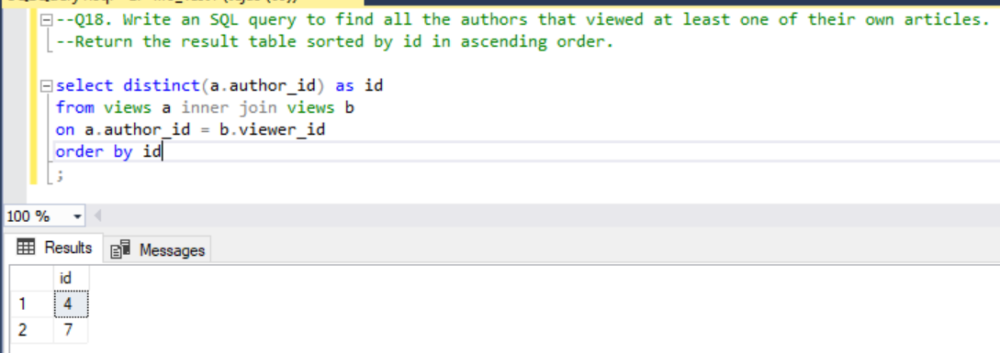 --Q18. Write an SQL query to find all the authors that viewed at least one of their own articles.
--Return the result table sorted by id in ascending order.
select distinct(a.author_id) as id
from views a inner join views b
on a.author_id = b.viewer_id
order by id
;
100 %
Results Messages
id
1 4
2 7